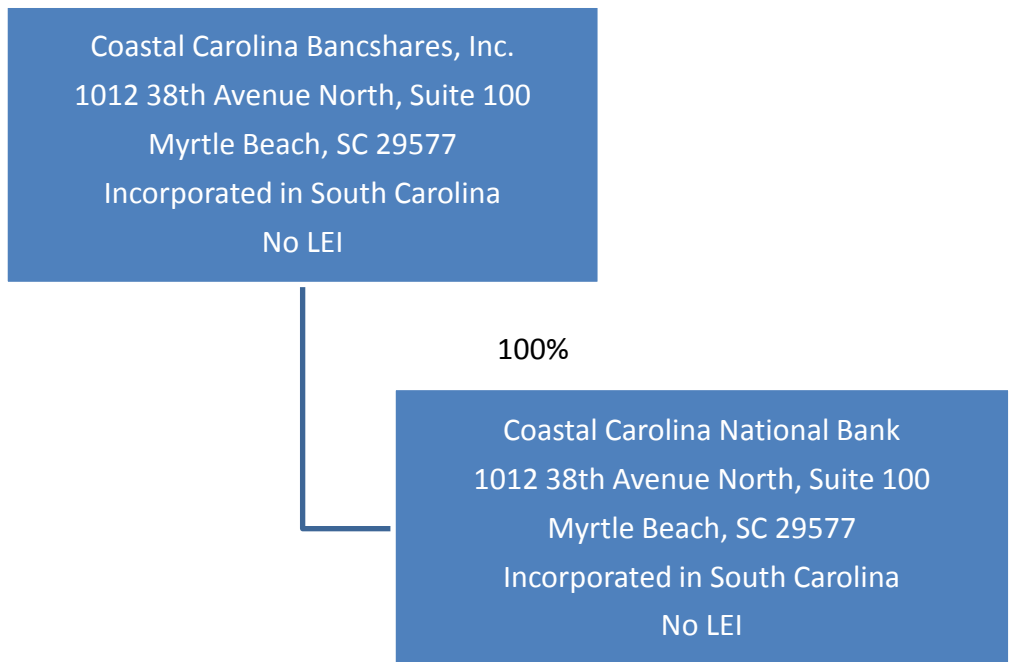 Coastal Carolina Bancshares, Inc.
1012 38th Avenue North, Suite 100
Myrtle Beach, SC 29577
Incorporated in South Carolina
No LEI
100%
Coastal Carolina National Bank
1012 38th Avenue North, Suite 100
Myrtle Beach, SC 29577
Incorporated in South Carolina
No LEI